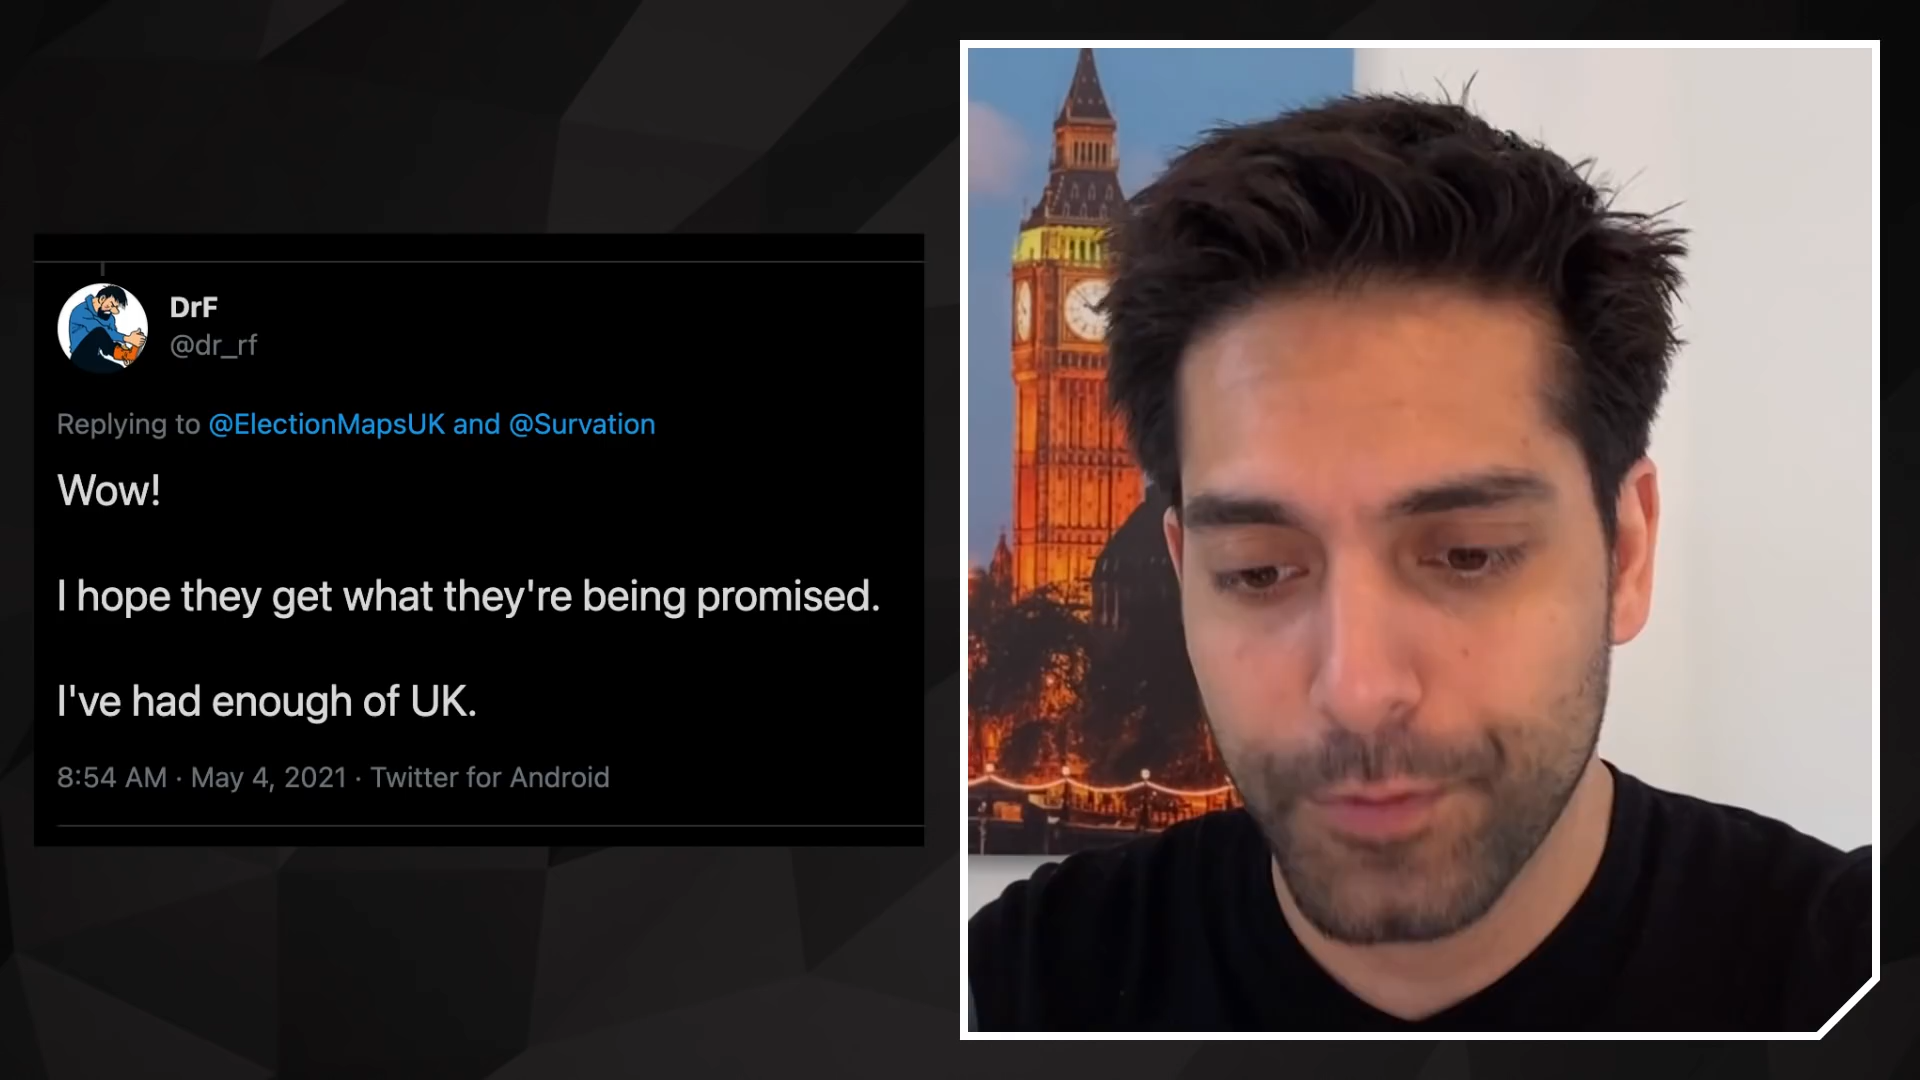 DrF
@dr_rf
Replying to @ElectionMapsUK and @Survation
Wow!
I hope they get what they're being promised.
I've had enough of UK.
8:54 AM · May 4, 2021 · Twitter for Android